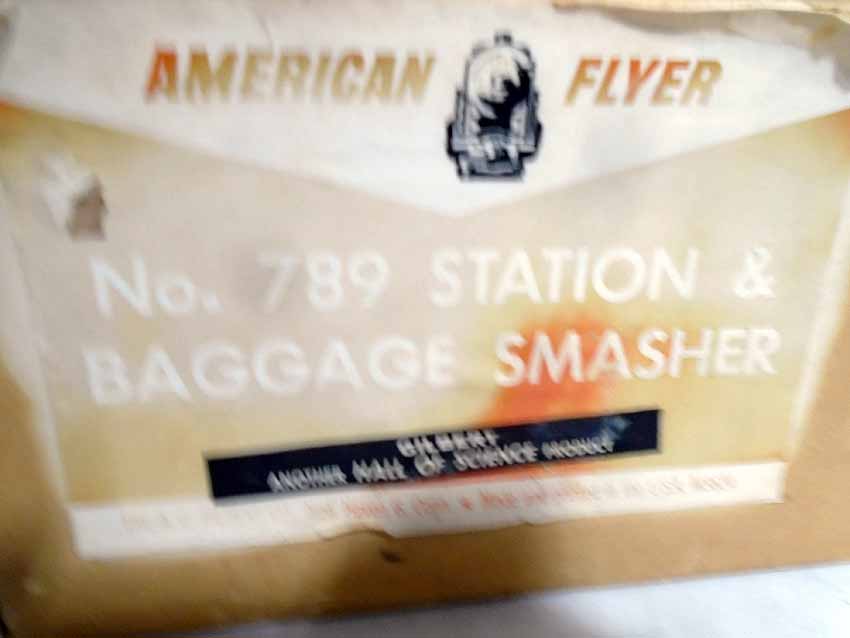 AMERICAN FLYER
No. 789 STATION &
BAGGAGE SMASHER
GILBERT
ANOTHER HALL OF SCIENCE PRODUCT